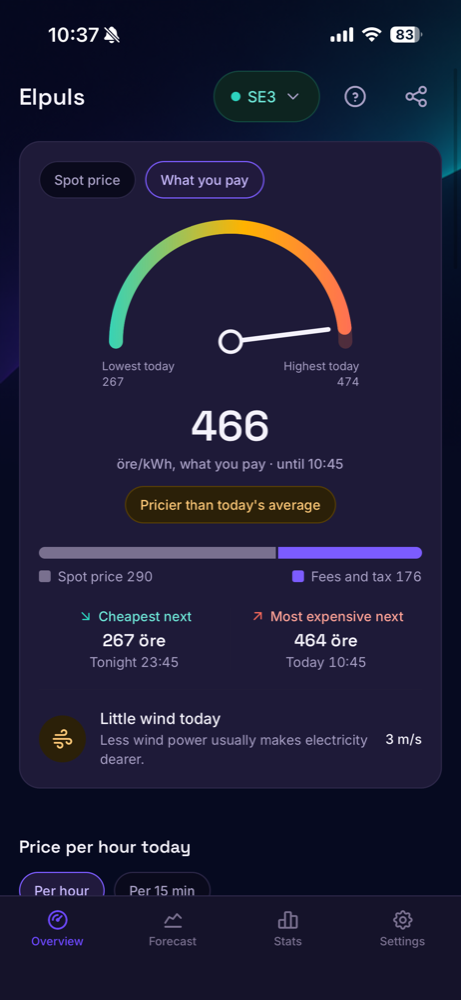 10:37
83
Elpuls
SE3
Spot price
What you pay
Lowest today
267
Highest today
474
466
öre/kWh, what you pay · until 10:45
Pricier than today's average
Spot price 290
Fees and tax 176
Cheapest next
267 öre
Tonight 23:45
Most expensive next
464 öre
Today 10:45
Little wind today
Less wind power usually makes electricity
dearer.
3 m/s
Price per hour today
Per hour
Per 15 min
Overview
Forecast
Stats
Settings